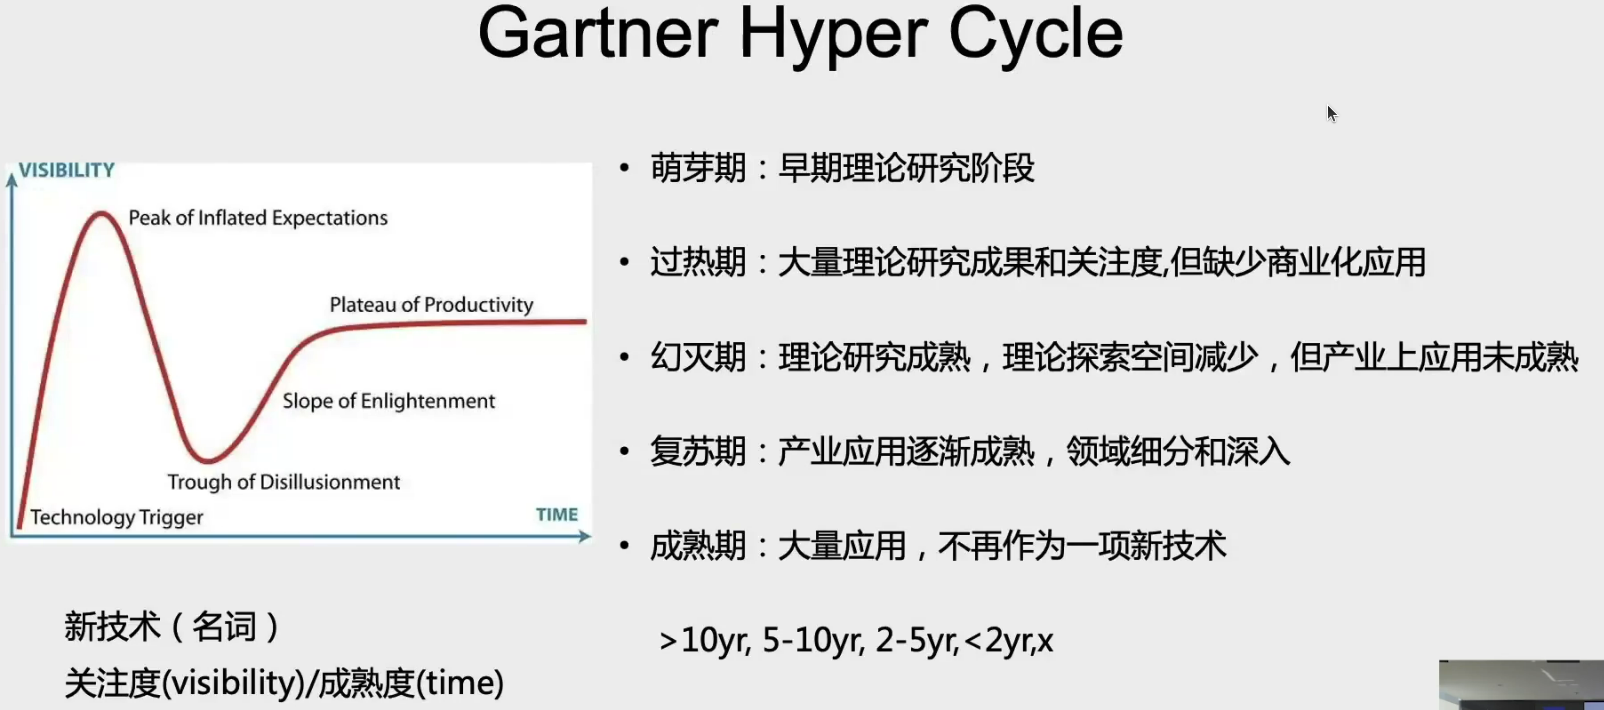 Gartner Hyper Cycle
VISIBILITY
Peak of Inflated Expectations
Plateau of Productivity
Slope of Enlightenment
Trough of Disillusionment
Technology Trigger
TIME
新技术（名词）
关注度(visibility)/成熟度(time)
• 萌芽期：早期理论研究阶段
• 过热期：大量理论研究成果和关注度,但缺少商业化应用
• 幻灭期：理论研究成熟，理论探索空间减少，但产业上应用未成熟
• 复苏期：产业应用逐渐成熟，领域细分和深入
• 成熟期：大量应用，不再作为一项新技术
>10yr, 5-10yr, 2-5yr,<2yr,x